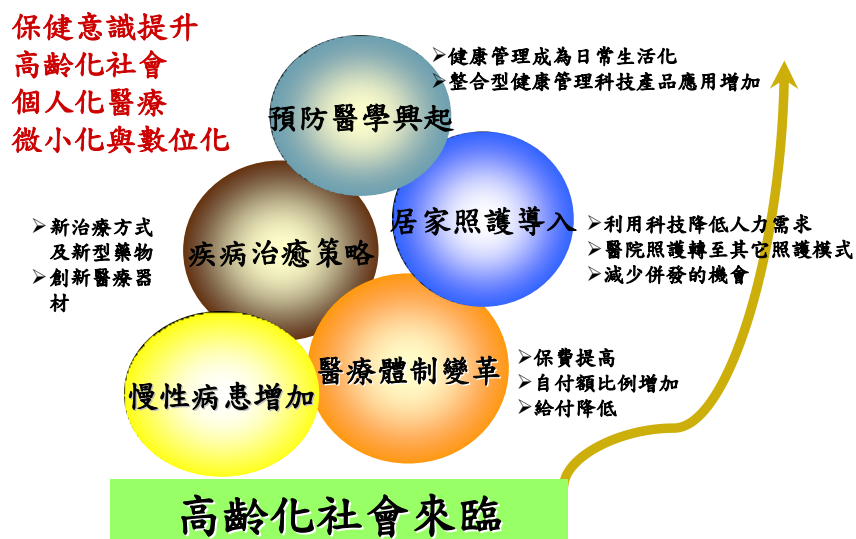 保健意識提升
高齡化社會
個人化醫療
微小化與數位化
預防醫學興起
➢健康管理成為日常生活化
➢整合型健康管理科技產品應用增加
居家照護導入
➢利用科技降低人力需求
➢醫院照護轉至其它照護模式
➢減少併發的機會
疾病治癒策略
➢新治療方式
及新型藥物
➢創新醫療器
材
醫療體制變革
➢保費提高
➢自付額比例增加
➢給付降低
慢性病患增加
高齡化社會來臨